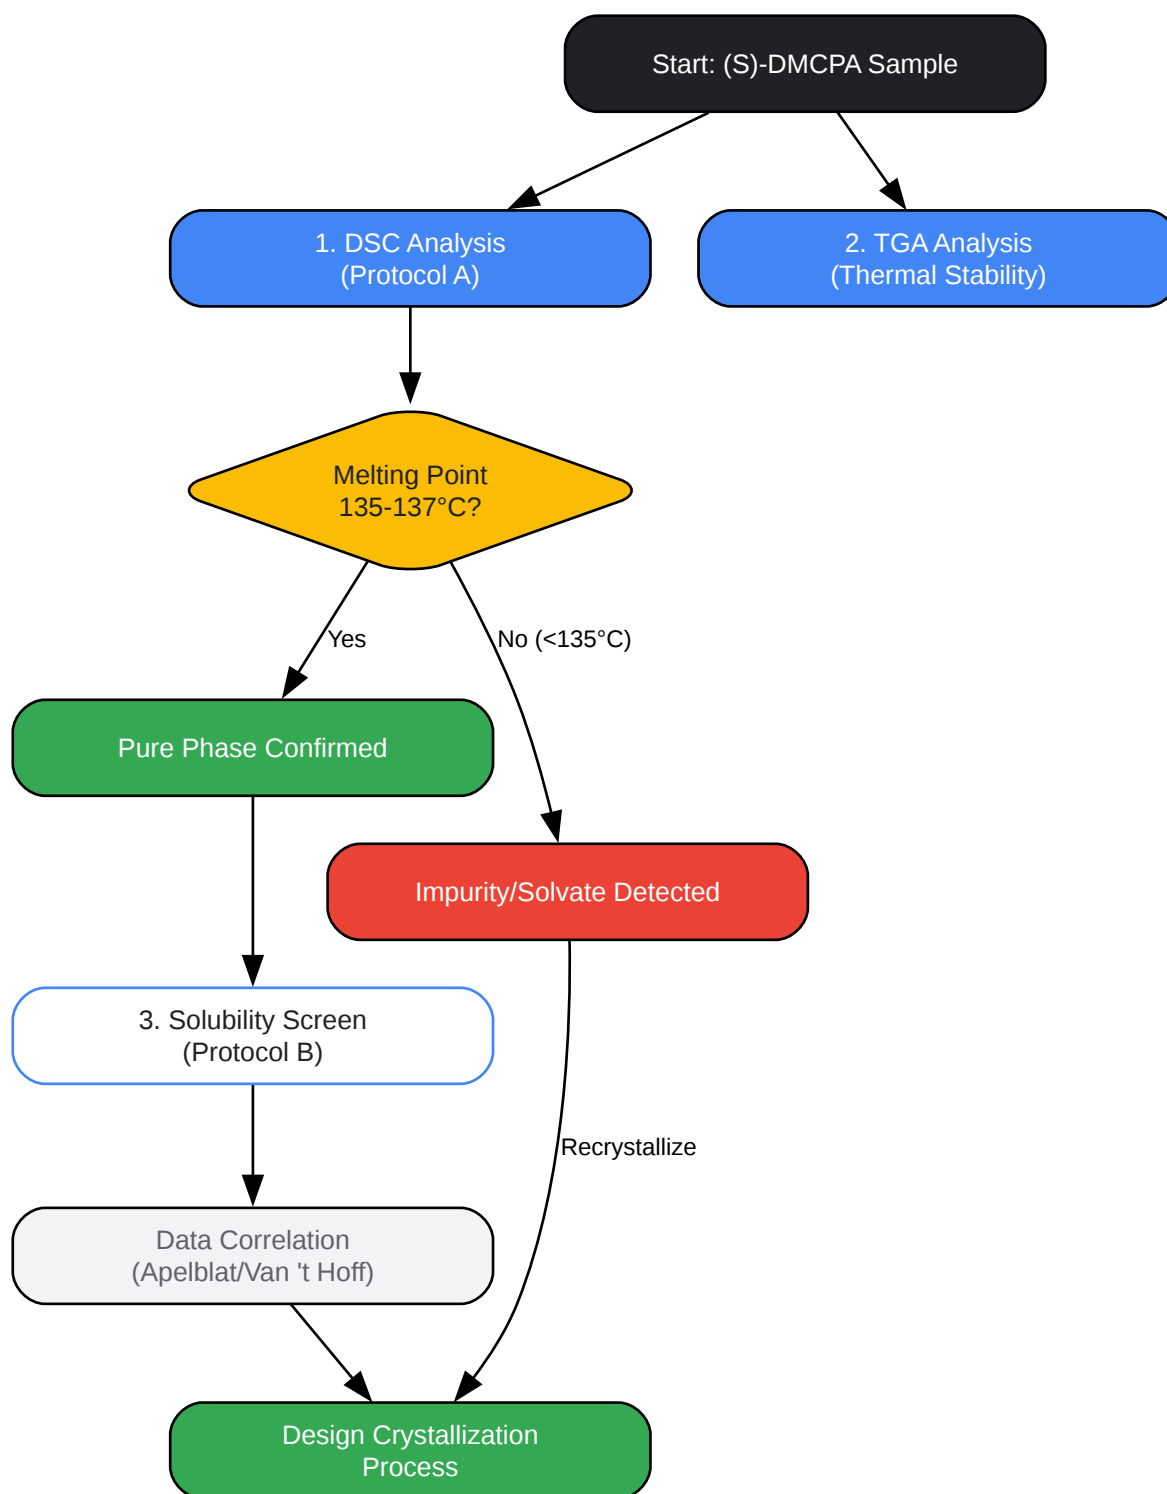 Start: (S)-DMCPA Sample
1. DSC Analysis
(Protocol A)
2. TGA Analysis
(Thermal Stability)
Melting Point
135-137°C?
Yes
No (<135°C)
Pure Phase Confirmed
Impurity/Solvate Detected
3. Solubility Screen
(Protocol B)
Recrystallize
Data Correlation
(Apelblat/Van 't Hoff)
Design Crystallization
Process